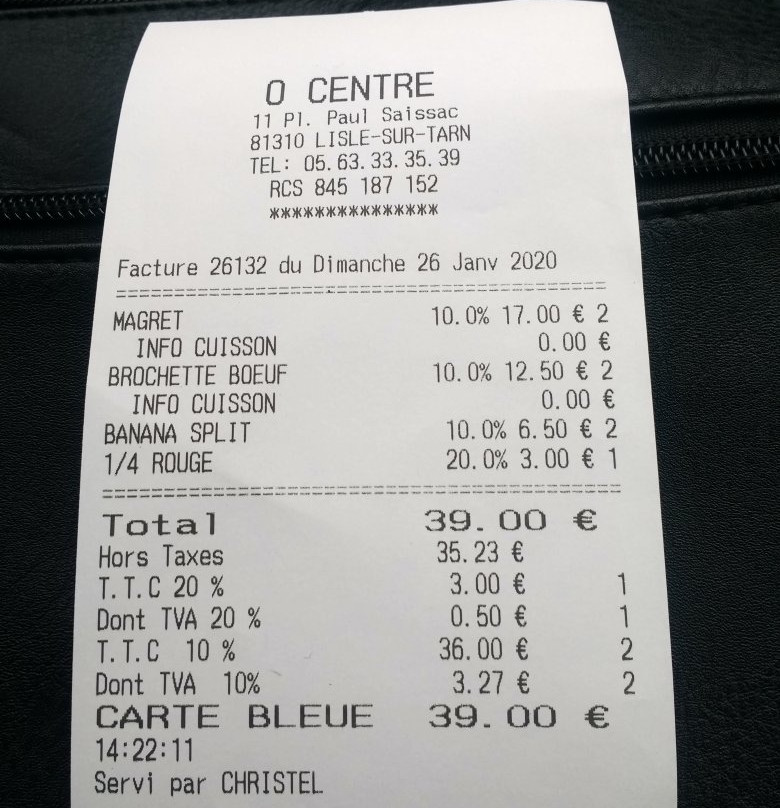 O CENTRE
11 Pl. Paul Saissac
81310 LISLE-SUR-TARN
TEL: 05.63.33.35.39
RCS 845 187 152
***************
Facture 26132 du Dimanche 26 Janv 2020
================================================
MAGRET 10.0% 17.00 € 2
INFO CUISSON 0.00 €
BROCHETTE BOEUF 10.0% 12.50 € 2
INFO CUISSON 0.00 €
BANANA SPLIT 10.0% 6.50 € 2
1/4 ROUGE 20.0% 3.00 € 1
================================================
Total 39.00 €
Hors Taxes 35.23 €
T.T.C 20 % 3.00 € 1
Dont TVA 20 % 0.50 € 1
T.T.C 10 % 36.00 € 2
Dont TVA 10% 3.27 € 2
CARTE BLEUE 39.00 €
14:22:11
Servi par CHRISTEL